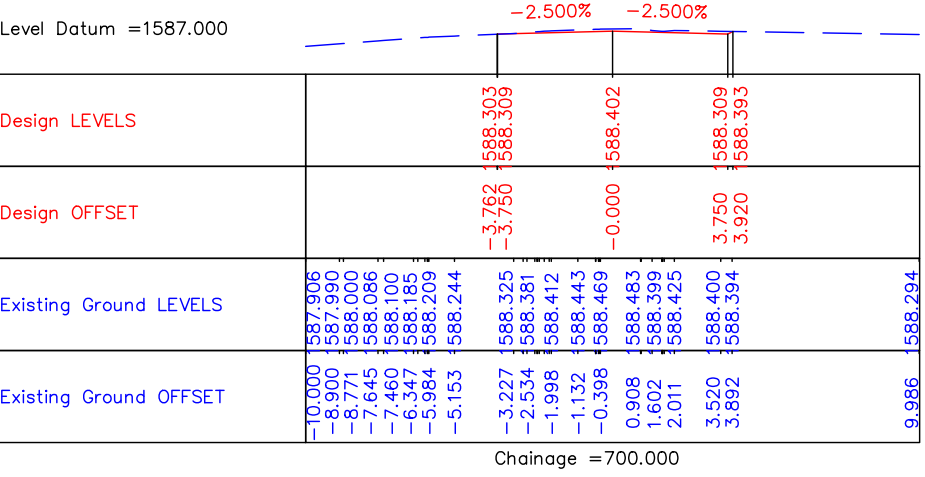 -2.500% -2.500%
Level Datum =1587.000
Design LEVELS 1588.303 1588.309 1588.402 1588.309 1588.393
Design OFFSET -3.762 -3.750 -0.000 3.750 3.920
Existing Ground LEVELS 1587.906 1587.990 1588.000 1588.086 1588.100 1588.185 1588.209 1588.244 1588.325 1588.381 1588.412 1588.443 1588.469 1588.483 1588.399 1588.425 1588.400 1588.394 1588.294
Existing Ground OFFSET -10.000 -8.900 -8.771 -7.645 -7.460 -6.347 -5.984 -5.153 -3.227 -2.534 -1.998 -1.132 -0.398 0.908 1.602 2.011 3.520 3.892 9.986
Chainage =700.000